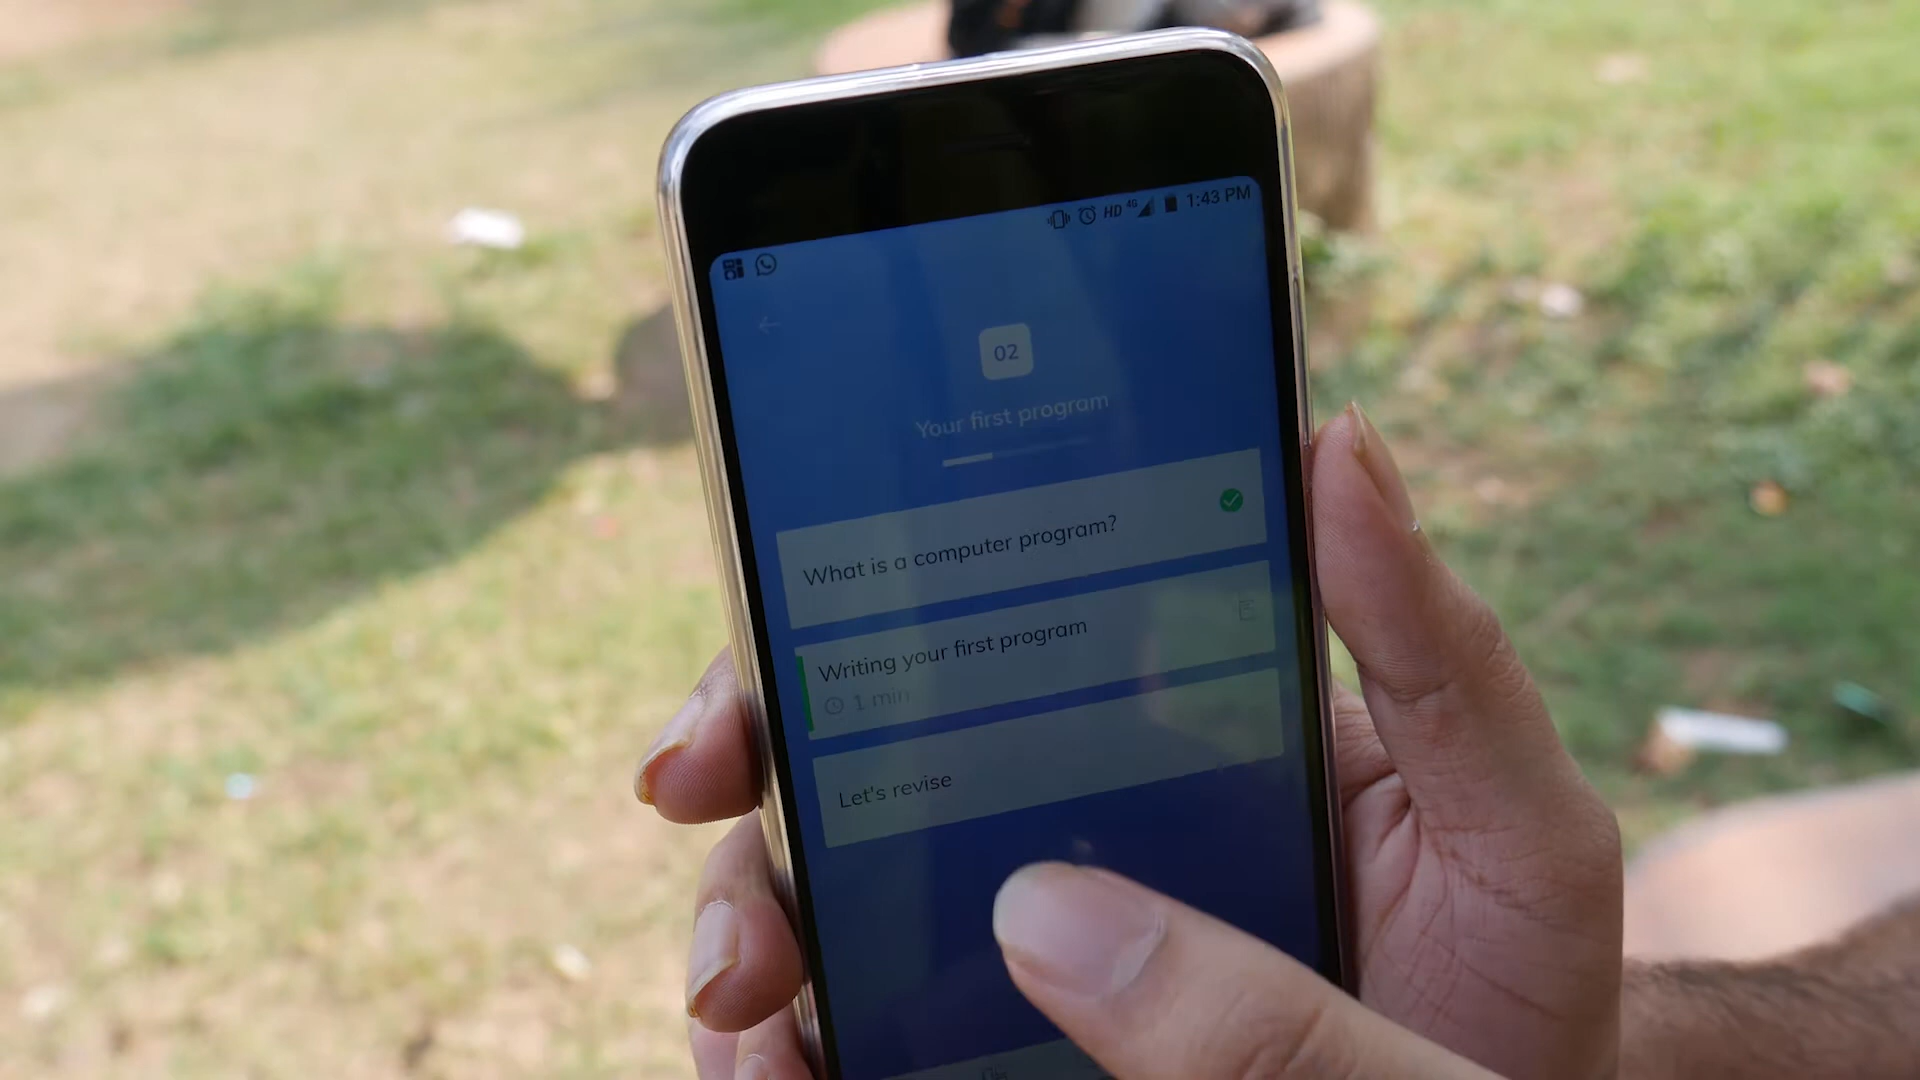 HD 4G 1:43 PM
02
Your first program
What is a computer program?
Writing your first program
1 min
Let's revise